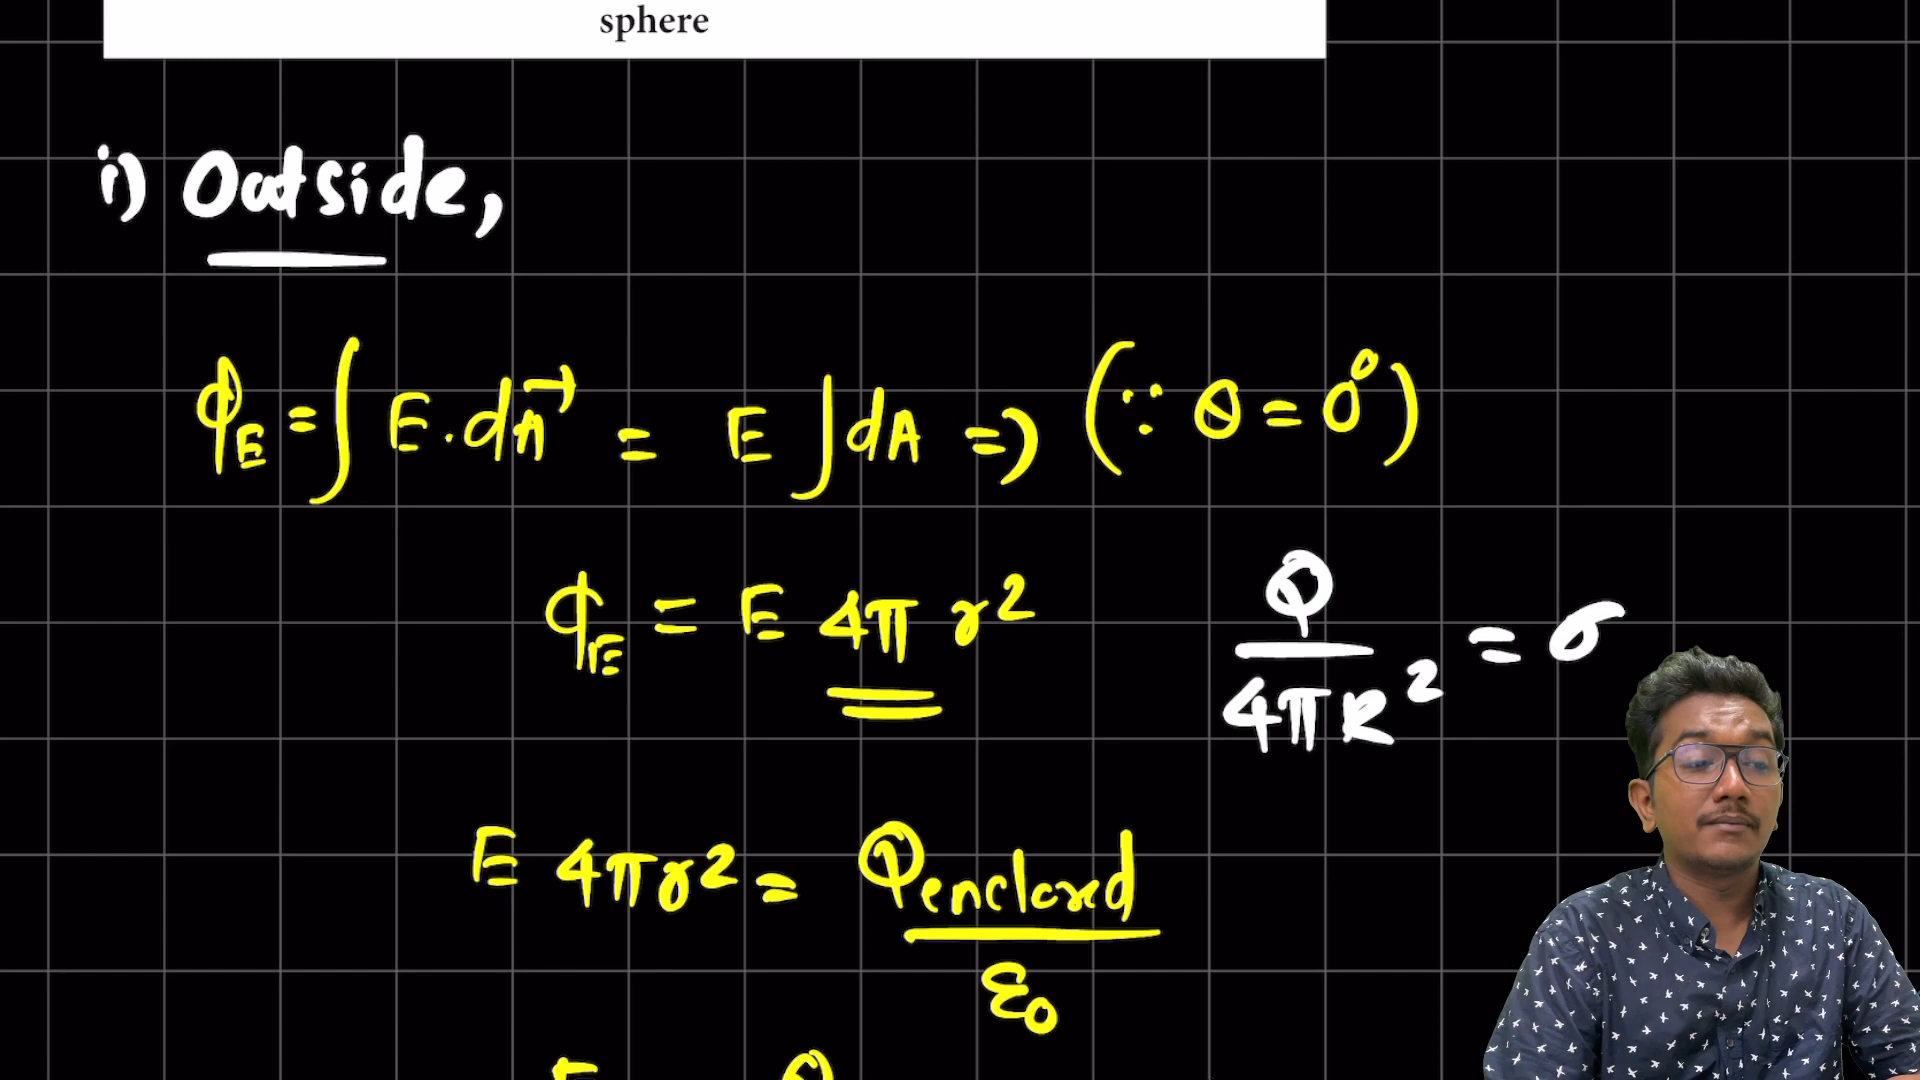 sphere
i) Outside,
ϕE = ∫ E . dA⃗ = E ∫ dA ⇒ (∵ θ = 0°)
ϕE = E 4π r²
Q / 4πR² = σ
E 4πr² = Qenclosed / ε₀